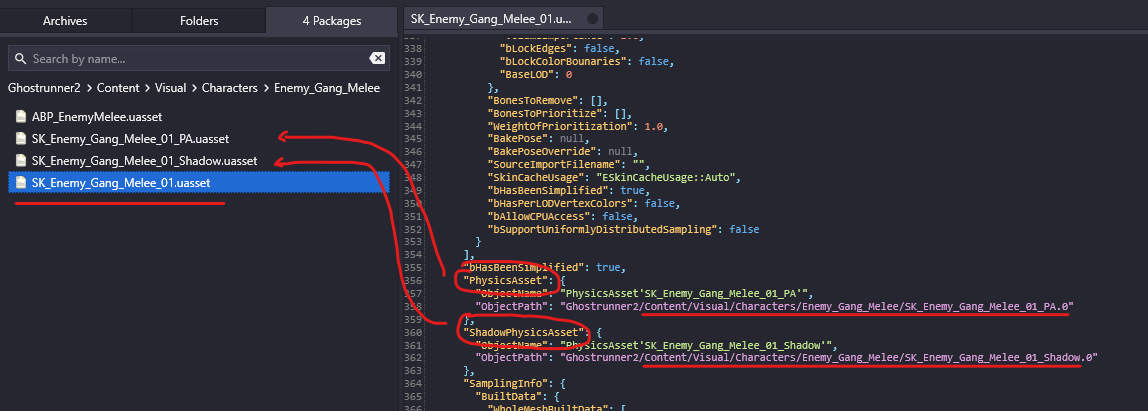 Archives
Folders
4 Packages
Search by name...
Ghostrunner2 > Content > Visual > Characters > Enemy_Gang_Melee
ABP_EnemyMelee.uasset
SK_Enemy_Gang_Melee_01_PA.uasset
SK_Enemy_Gang_Melee_01_Shadow.uasset
SK_Enemy_Gang_Melee_01.uasset
SK_Enemy_Gang_Melee_01.u...
338 "bLockEdges": false,
339 "bLockColorBounaries": false,
340 "BaseLOD": 0
341 },
342 "BonesToRemove": [],
343 "BonesToPrioritize": [],
344 "WeightOfPrioritization": 1.0,
345 "BakePose": null,
346 "BakePoseOverride": null,
347 "SourceImportFilename": "",
348 "SkinCacheUsage": "ESkinCacheUsage::Auto",
349 "bHasBeenSimplified": true,
350 "bHasPerLODVertexColors": false,
351 "bAllowCPUAccess": false,
352 "bSupportUniformlyDistributedSampling": false
353 }
354 ],
355 "bHasBeenSimplified": true,
356 "PhysicsAsset": {
357 "ObjectName": "PhysicsAsset'SK_Enemy_Gang_Melee_01_PA'",
358 "ObjectPath": "Ghostrunner2/Content/Visual/Characters/Enemy_Gang_Melee/SK_Enemy_Gang_Melee_01_PA.0"
359 },
360 "ShadowPhysicsAsset": {
361 "ObjectName": "PhysicsAsset'SK_Enemy_Gang_Melee_01_Shadow'",
362 "ObjectPath": "Ghostrunner2/Content/Visual/Characters/Enemy_Gang_Melee/SK_Enemy_Gang_Melee_01_Shadow.0"
363 },
364 "SamplingInfo": {
365 "BuiltData": {
366 "WholeMeshBuiltData": [